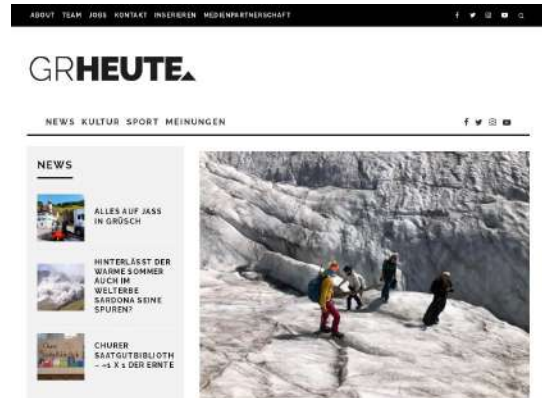 ABOUT TEAM JOBS KONTAKT INSERIEREN MEDIENPARTNERSCHAFT
GRHEUTE
NEWS KULTUR SPORT MEINUNGEN
NEWS
ALLES AUF JASS
IN GRÜSCH
HINTERLÄSST DER
WARME SOMMER
AUCH IM
WELTERBE
SARDONA SEINE
SPUREN?
CHURER
SAATGUTBIBLIOTH
– «1 X 1 DER ERNTE